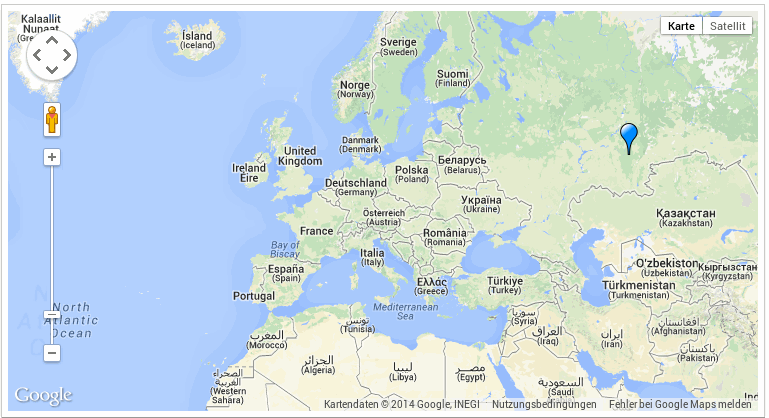 Kalaallit
Nunaat
Ísland
(Iceland)
Karte
Satellit
Sverige
(Sweden)
Norge
(Norway)
Suomi
(Finland)
Danmark
(Denmark)
United
Kingdom
Ireland
Éire
Беларусь
(Belarus)
Polska
(Poland)
Deutschland
(Germany)
Україна
(Ukraine)
Österreich
(Austria)
Қазақстан
(Kazakhstan)
France
România
(Romania)
Bay of
Biscay
Italia
(Italy)
O'zbekiston
(Uzbekistan)
Кыргызстан
(Kyrgyzstan)
España
(Spain)
Ελλάς
(Greece)
Türkiye
(Turkey)
Türkmenistan
(Turkmenistan)
Portugal
North
Atlantic
Ocean
Mediterranean
Sea
تونس
(Tunisia)
سوريا
(Syria)
العراق
(Iraq)
ایران
(Iran)
افغانستان
(Afghanistan)
پاکستان
(Pakistan)
المغرب
(Morocco)
الجزائر
(Algeria)
ليبيا
(Libya)
مصر
(Egypt)
السعودية
(Saudi
الصحراء
الغربية
(Western
Sahara)
Google
Kartendaten © 2014 Google, INEGI
Nutzungsbedingungen
Fehler bei Google Maps melden